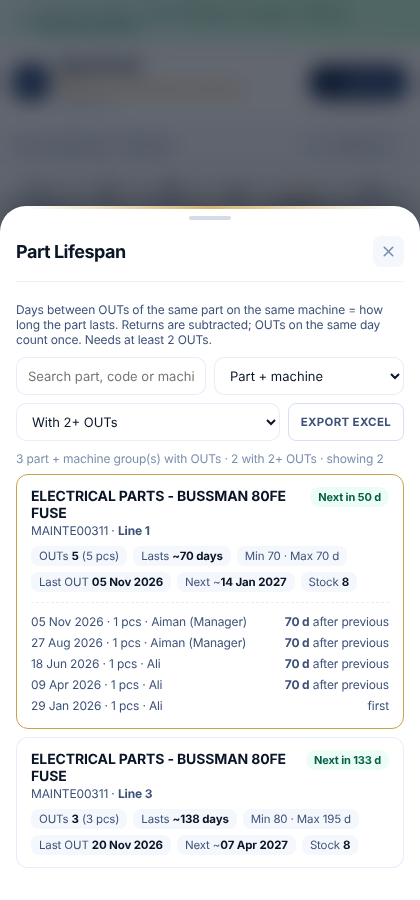 Part Lifespan
Days between OUTs of the same part on the same machine = how
long the part lasts. Returns are subtracted; OUTs on the same day
count once. Needs at least 2 OUTs.
Search part, code or machi
Part + machine
With 2+ OUTs
EXPORT EXCEL
3 part + machine group(s) with OUTs · 2 with 2+ OUTs · showing 2
ELECTRICAL PARTS - BUSSMAN 80FE
FUSE
Next in 50 d
MAINTE00311 · Line 1
OUTs 5 (5 pcs) Lasts ~70 days Min 70 · Max 70 d
Last OUT 05 Nov 2026 Next ~14 Jan 2027 Stock 8
05 Nov 2026 · 1 pcs · Aiman (Manager) 70 d after previous
27 Aug 2026 · 1 pcs · Aiman (Manager) 70 d after previous
18 Jun 2026 · 1 pcs · Ali 70 d after previous
09 Apr 2026 · 1 pcs · Ali 70 d after previous
29 Jan 2026 · 1 pcs · Ali first
ELECTRICAL PARTS - BUSSMAN 80FE
FUSE
Next in 133 d
MAINTE00311 · Line 3
OUTs 3 (3 pcs) Lasts ~138 days Min 80 · Max 195 d
Last OUT 20 Nov 2026 Next ~07 Apr 2027 Stock 8